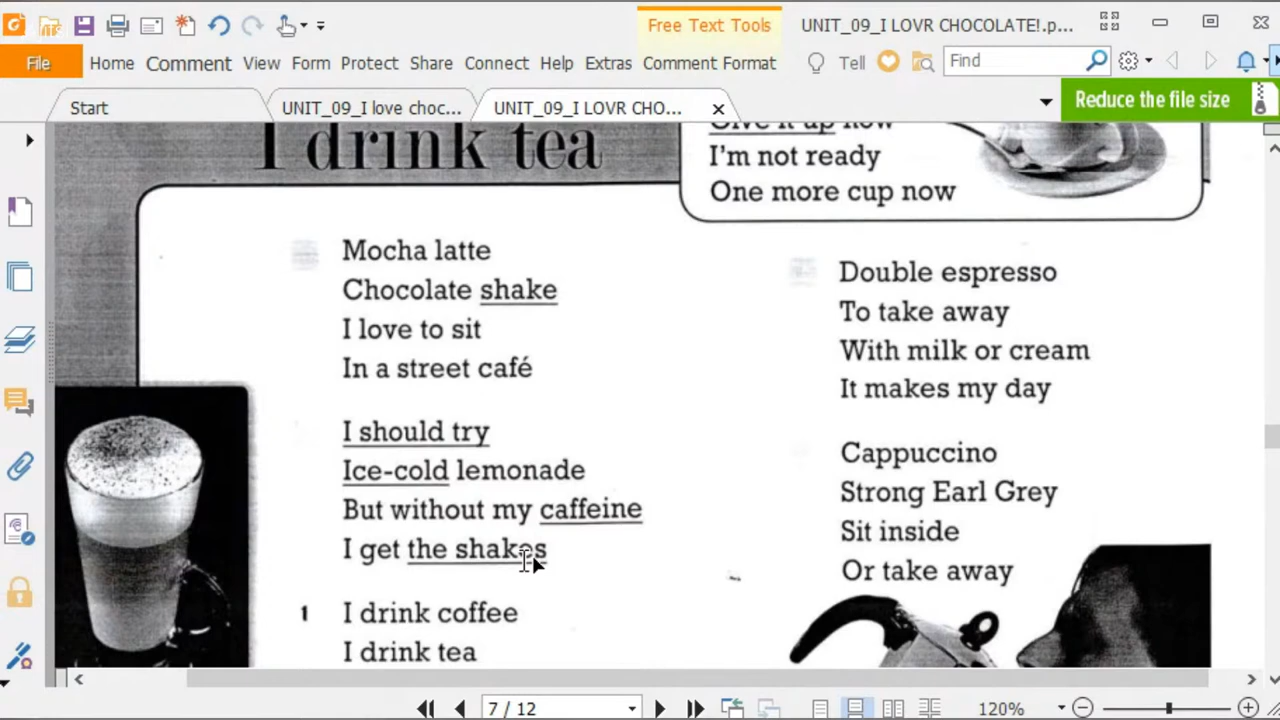 Free Text Tools
UNIT_09_I LOVR CHOCOLATE!.p...
File
Home
Comment
View
Form
Protect
Share
Connect
Help
Extras
Comment Format
Tell
Find
Start
UNIT_09_I love choc...
UNIT_09_I LOVR CHO...
Reduce the file size
I drink tea
Give it up now
I'm not ready
One more cup now
Mocha latte
Chocolate shake
I love to sit
In a street café
I should try
Ice-cold lemonade
But without my caffeine
I get the shakes
1 I drink coffee
I drink tea
Double espresso
To take away
With milk or cream
It makes my day
Cappuccino
Strong Earl Grey
Sit inside
Or take away
7 / 12
120%